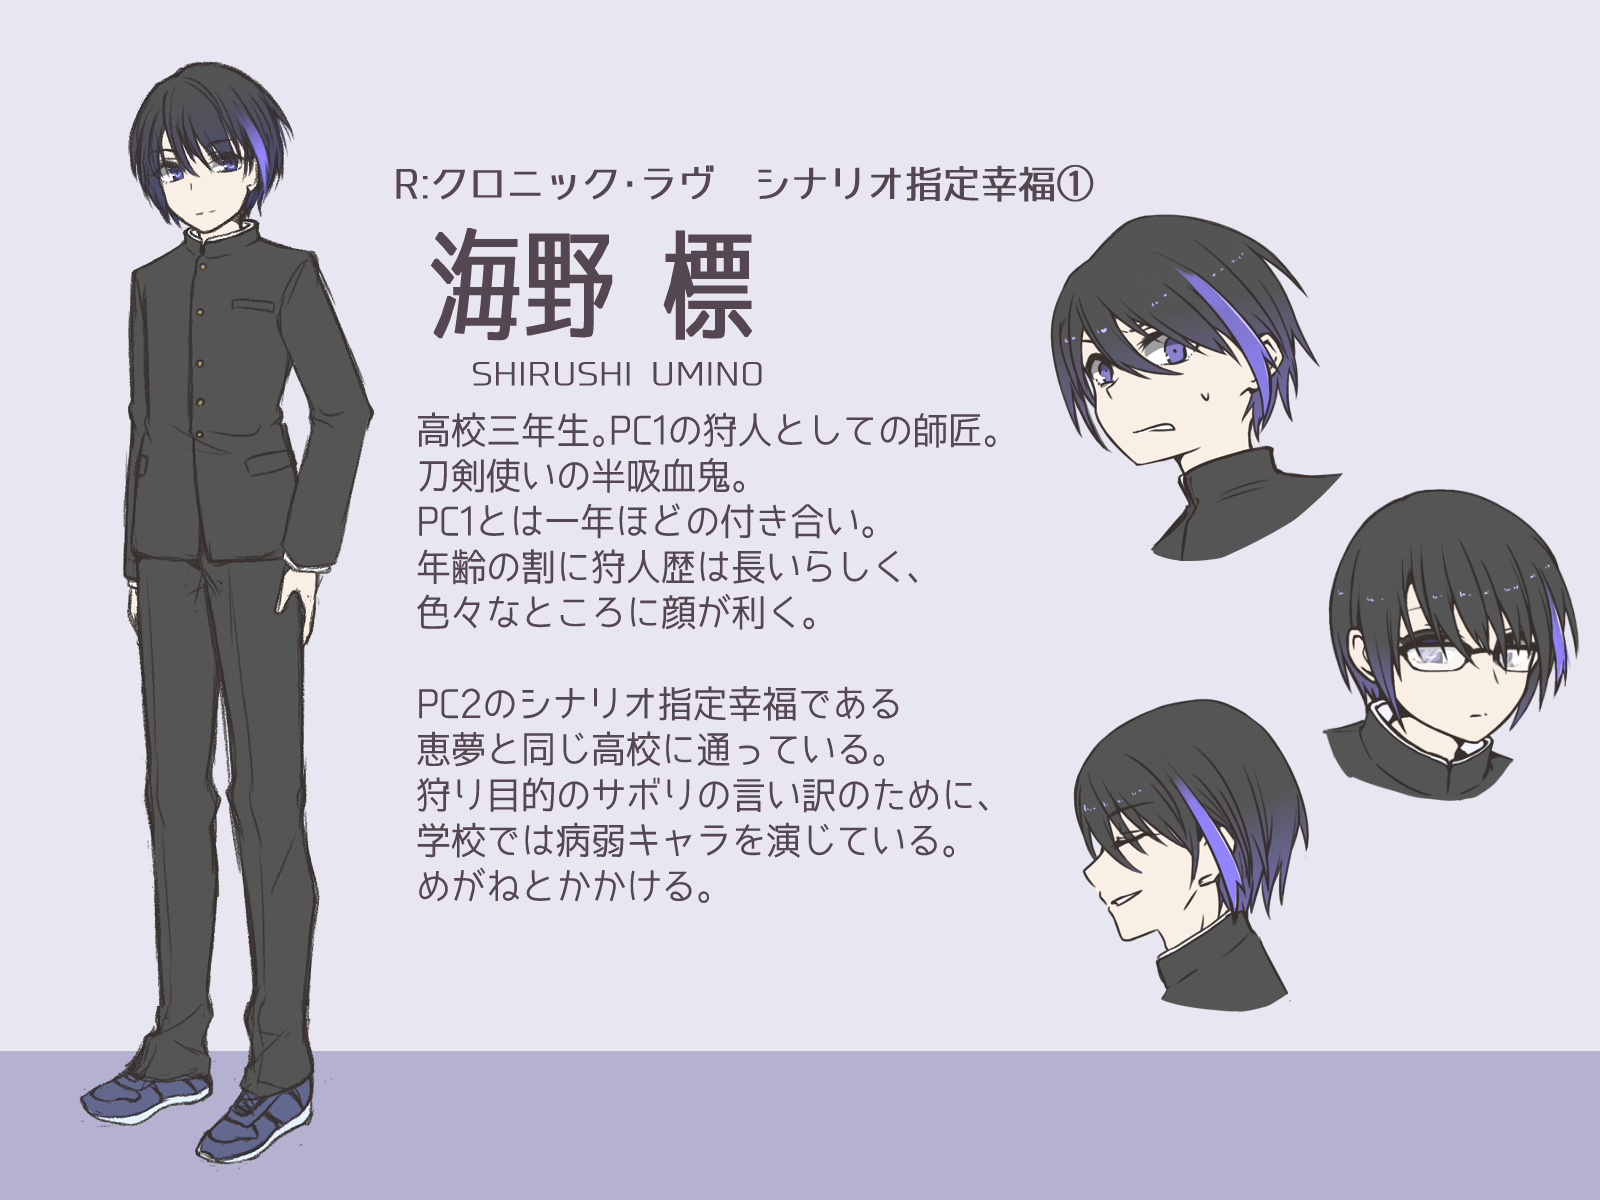 R:クロニック・ラヴ　シナリオ指定幸福①
海野 標
SHIRUSHI UMINO
高校三年生。PC1の狩人としての師匠。
刀剣使いの半吸血鬼。
PC1とは一年ほどの付き合い。
年齢の割に狩人歴は長いらしく、
色々なところに顔が利く。
PC2のシナリオ指定幸福である
恵夢と同じ高校に通っている。
狩り目的のサボリの言い訳のために、
学校では病弱キャラを演じている。
めがねとかかける。